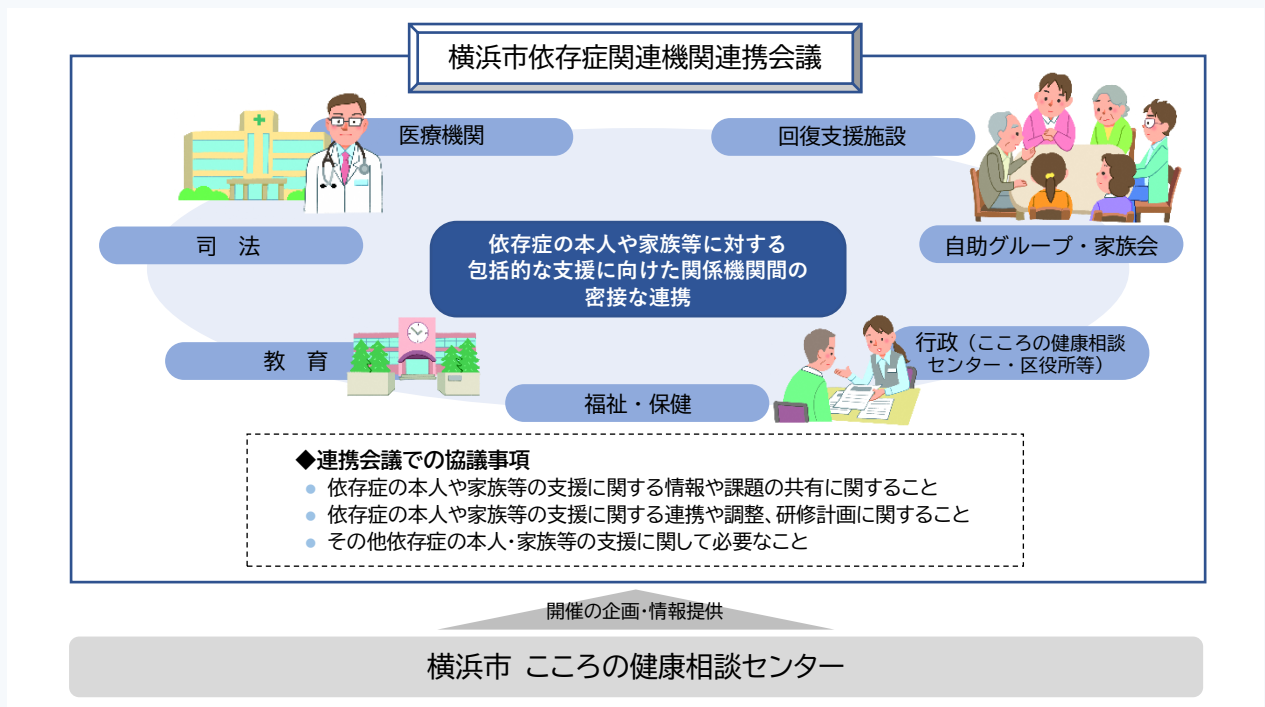 横浜市依存症関連機関連携会議
医療機関
回復支援施設
司　法
自助グループ・家族会
依存症の本人や家族等に対する
包括的な支援に向けた関係機関間の
密接な連携
教　育
行政（こころの健康相談
センター・区役所等）
福祉・保健
◆連携会議での協議事項
● 依存症の本人や家族等の支援に関する情報や課題の共有に関すること
● 依存症の本人や家族等の支援に関する連携や調整、研修計画に関すること
● その他依存症の本人・家族等の支援に関して必要なこと
開催の企画・情報提供
横浜市 こころの健康相談センター